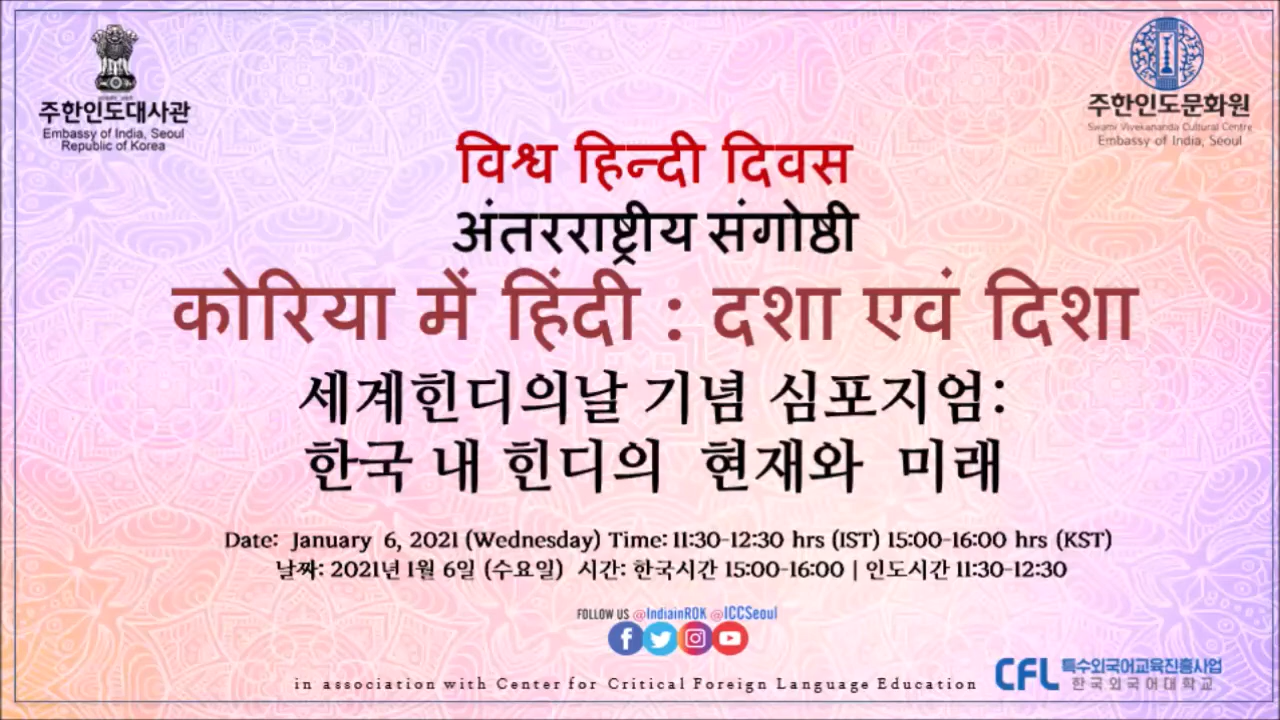 주한인도대사관
Embassy of India, Seoul
Republic of Korea
주한인도문화원
Swami Vivekananda Cultural Centre
Embassy of India, Seoul
विश्व हिन्दी दिवस
अंतरराष्ट्रीय संगोष्ठी
कोरिया में हिंदी : दशा एवं दिशा
세계힌디의날 기념 심포지엄:
한국 내 힌디의 현재와 미래
Date: January 6, 2021 (Wednesday) Time: 11:30-12:30 hrs (IST) 15:00-16:00 hrs (KST)
날짜: 2021년 1월 6일 (수요일) 시간: 한국시간 15:00-16:00 | 인도시간 11:30-12:30
FOLLOW US @IndiainROK @ICCSeoul
in association with Center for Critical Foreign Language Education
CFL 특수외국어교육진흥사업
한국외국어대학교